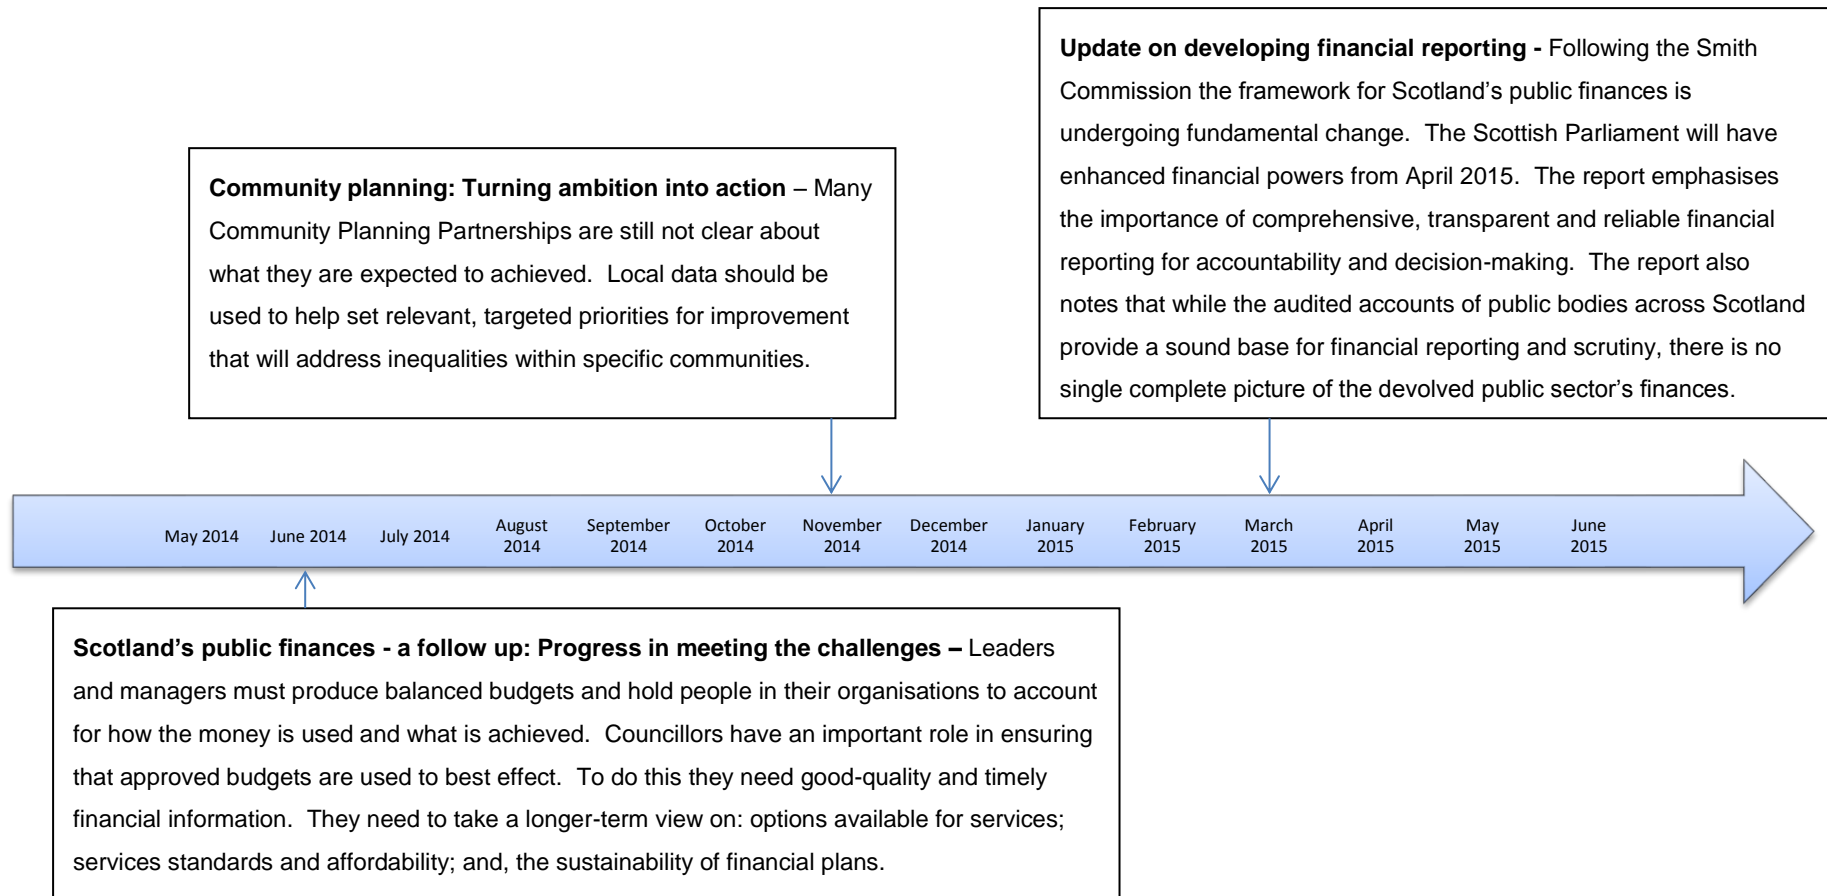 Update on developing financial reporting - Following the Smith
Commission the framework for Scotland's public finances is
undergoing fundamental change.  The Scottish Parliament will have
enhanced financial powers from April 2015.  The report emphasises
the importance of comprehensive, transparent and reliable financial
reporting for accountability and decision-making.  The report also
notes that while the audited accounts of public bodies across Scotland
provide a sound base for financial reporting and scrutiny, there is no
single complete picture of the devolved public sector's finances.
Community planning: Turning ambition into action – Many
Community Planning Partnerships are still not clear about
what they are expected to achieved.  Local data should be
used to help set relevant, targeted priorities for improvement
that will address inequalities within specific communities.
May 2014
June 2014
July 2014
August
2014
September
2014
October
2014
November
2014
December
2014
January
2015
February
2015
March
2015
April
2015
May
2015
June
2015
Scotland's public finances - a follow up: Progress in meeting the challenges – Leaders
and managers must produce balanced budgets and hold people in their organisations to account
for how the money is used and what is achieved.  Councillors have an important role in ensuring
that approved budgets are used to best effect.  To do this they need good-quality and timely
financial information.  They need to take a longer-term view on: options available for services;
services standards and affordability; and, the sustainability of financial plans.